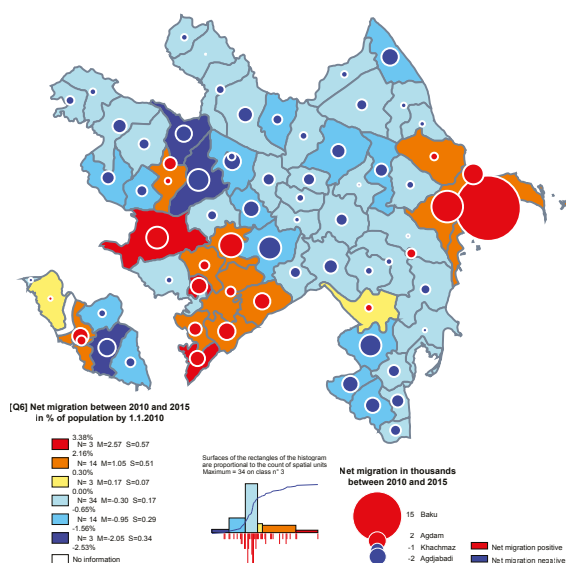 [Q6] Net migration between 2010 and 2015
in % of population by 1.1.2010
3.38%
N= 3 M=2.57 S=0.57
2.16%
N= 14 M=1.05 S=0.51
0.30%
N= 3 M=0.17 S=0.07
0.00%
N= 34 M=-0.30 S=0.17
-0.65%
N= 14 M=-0.95 S=0.29
-1.56%
N= 3 M=-2.05 S=0.34
-2.53%
No information
Surfaces of the rectangles of the histogram
are proportional to the count of spatial units
Maximum = 34 on class n° 3
Net migration in thousands
between 2010 and 2015
15 Baku
2 Agdam
-1 Khachmaz
-2 Agdjabadi
Net migration positive
Net migration negative